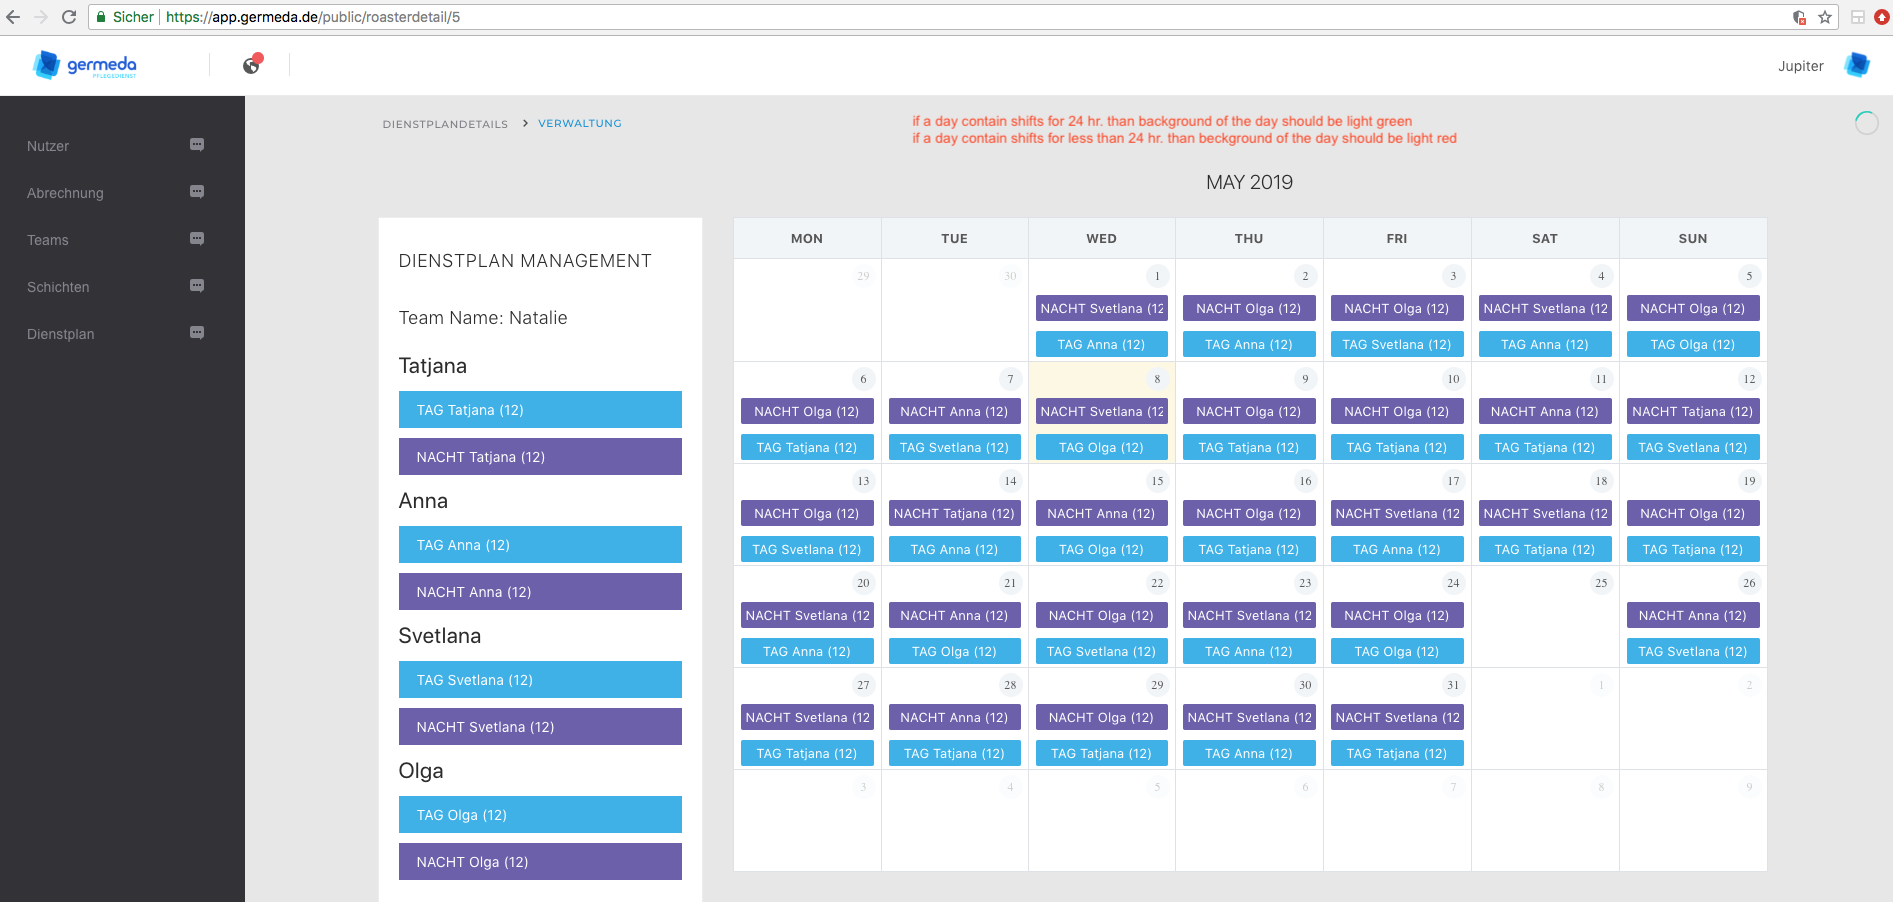 Sicher https://app.germeda.de/public/roasterdetail/5
germeda
PFLEGEDIENST
Jupiter
Nutzer
Abrechnung
Teams
Schichten
Dienstplan
DIENSTPLANDETAILS > VERWALTUNG
if a day contain shifts for 24 hr. than background of the day should be light green
if a day contain shifts for less than 24 hr. than beckground of the day should be light red
DIENSTPLAN MANAGEMENT
Team Name: Natalie
Tatjana
TAG Tatjana (12)
NACHT Tatjana (12)
Anna
TAG Anna (12)
NACHT Anna (12)
Svetlana
TAG Svetlana (12)
NACHT Svetlana (12)
Olga
TAG Olga (12)
NACHT Olga (12)
MAY 2019
MON TUE WED THU FRI SAT SUN
29 30 1 2 3 4 5
NACHT Svetlana (12 NACHT Olga (12) NACHT Olga (12) NACHT Svetlana (12 NACHT Olga (12)
TAG Anna (12) TAG Anna (12) TAG Svetlana (12) TAG Anna (12) TAG Olga (12)
6 7 8 9 10 11 12
NACHT Olga (12) NACHT Anna (12) NACHT Svetlana (12 NACHT Olga (12) NACHT Olga (12) NACHT Anna (12) NACHT Tatjana (12)
TAG Tatjana (12) TAG Svetlana (12) TAG Olga (12) TAG Tatjana (12) TAG Tatjana (12) TAG Tatjana (12) TAG Svetlana (12)
13 14 15 16 17 18 19
NACHT Olga (12) NACHT Tatjana (12) NACHT Anna (12) NACHT Olga (12) NACHT Svetlana (12 NACHT Svetlana (12 NACHT Olga (12)
TAG Svetlana (12) TAG Anna (12) TAG Olga (12) TAG Tatjana (12) TAG Anna (12) TAG Tatjana (12) TAG Tatjana (12)
20 21 22 23 24 25 26
NACHT Svetlana (12 NACHT Anna (12) NACHT Olga (12) NACHT Svetlana (12 NACHT Olga (12) NACHT Anna (12)
TAG Anna (12) TAG Olga (12) TAG Svetlana (12) TAG Anna (12) TAG Olga (12) TAG Svetlana (12)
27 28 29 30 31 1 2
NACHT Svetlana (12 NACHT Anna (12) NACHT Olga (12) NACHT Svetlana (12 NACHT Svetlana (12
TAG Tatjana (12) TAG Tatjana (12) TAG Tatjana (12) TAG Anna (12) TAG Tatjana (12)
3 4 5 6 7 8 9